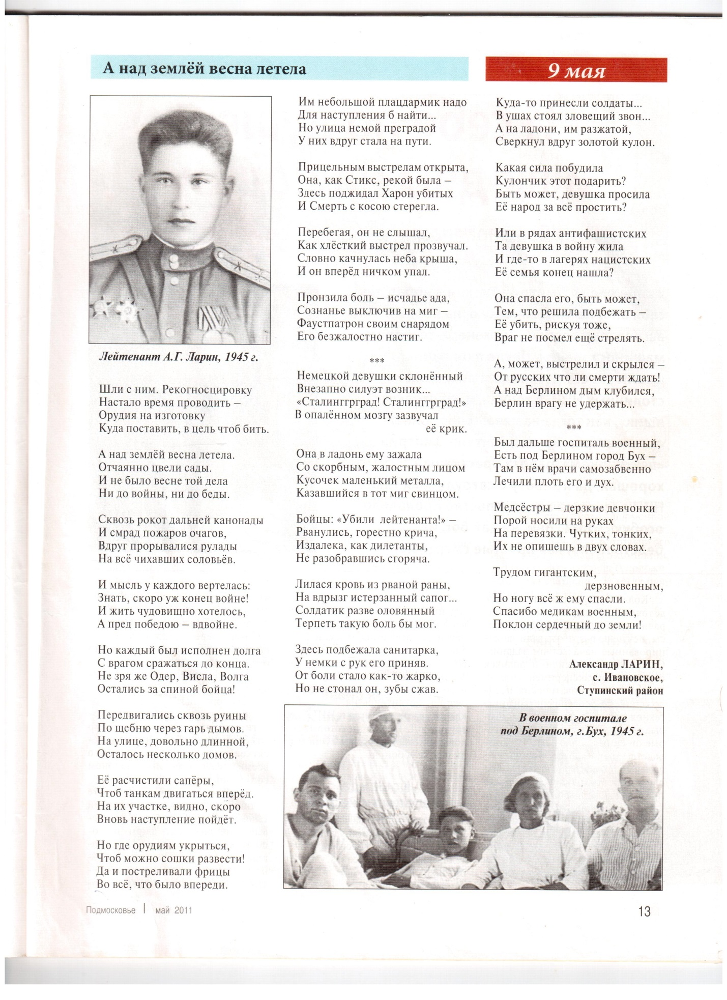 А над землёй весна летела
9 мая
Лейтенант А.Г. Ларин, 1945 г.
Шли с ним. Рекогносцировку
Настало время проводить –
Орудия на изготовку
Куда поставить, в цель чтоб бить.
А над землёй весна летела.
Отчаянно цвели сады.
И не было весне той дела
Ни до войны, ни до беды.
Сквозь рокот дальней канонады
И смрад пожаров очагов,
Вдруг прорывалися рулады
На всё чихавших соловьёв.
И мысль у каждого вертелась:
Знать, скоро уж конец войне!
И жить чудовищно хотелось,
А пред победою – вдвойне.
Но каждый был исполнен долга
С врагом сражаться до конца.
Не зря же Одер, Висла, Волга
Остались за спиной бойца!
Передвигались сквозь руины
По щебню через гарь дымов.
На улице, довольно длинной,
Осталось несколько домов.
Её расчистили сапёры,
Чтоб танкам двигаться вперёд.
На их участке, видно, скоро
Вновь наступление пойдёт.
Но где орудиям укрыться,
Чтоб можно сошки развести!
Да и постреливали фрицы
Во всё, что было впереди.
Им небольшой плацдармик надо
Для наступления б найти...
Но улица немой преградой
У них вдруг стала на пути.
Прицельным выстрелам открыта,
Она, как Стикс, рекой была –
Здесь поджидал Харон убитых
И Смерть с косою стерегла.
Перебегая, он не слышал,
Как хлёсткий выстрел прозвучал.
Словно качнулась неба крыша,
И он вперёд ничком упал.
Пронзила боль – исчадье ада,
Сознанье выключив на миг –
Фаустпатрон своим снарядом
Его безжалостно настиг.
***
Немецкой девушки склонённый
Внезапно силуэт возник...
«Сталинггрград! Сталинггрград!»
В опалённом мозгу зазвучал
её крик.
Она в ладонь ему зажала
Со скорбным, жалостным лицом
Кусочек маленький металла,
Казавшийся в тот миг свинцом.
Бойцы: «Убили лейтенанта!» –
Рванулись, горестно крича,
Издалека, как дилетанты,
Не разобравшись сгоряча.
Лилася кровь из рваной раны,
На вдрызг истерзанный сапог...
Солдатик разве оловянный
Терпеть такую боль бы мог.
Здесь подбежала санитарка,
У немки с рук его приняв.
От боли стало как-то жарко,
Но не стонал он, зубы сжав.
Куда-то принесли солдаты...
В ушах стоял зловещий звон...
А на ладони, им разжатой,
Сверкнул вдруг золотой кулон.
Какая сила побудила
Кулончик этот подарить?
Быть может, девушка просила
Её народ за всё простить?
Или в рядах антифашистских
Та девушка в войну жила
И где-то в лагерях нацистских
Её семья конец нашла?
Она спасла его, быть может,
Тем, что решила подбежать –
Её убить, рискуя тоже,
Враг не посмел ещё стрелять.
А, может, выстрелил и скрылся –
От русских что ли смерти ждать!
А над Берлином дым клубился,
Берлин врагу не удержать...
***
Был дальше госпиталь военный,
Есть под Берлином город Бух –
Там в нём врачи самозабвенно
Лечили плоть его и дух.
Медсёстры – дерзкие девчонки
Порой носили на руках
На перевязки. Чутких, тонких,
Их не опишешь в двух словах.
Трудом гигантским,
дерзновенным,
Но ногу всё ж ему спасли.
Спасибо медикам военным,
Поклон сердечный до земли!
Александр ЛАРИН,
с. Ивановское,
Ступинский район
В военном госпитале
под Берлином, г.Бух, 1945 г.
Подмосковье | май 2011
13